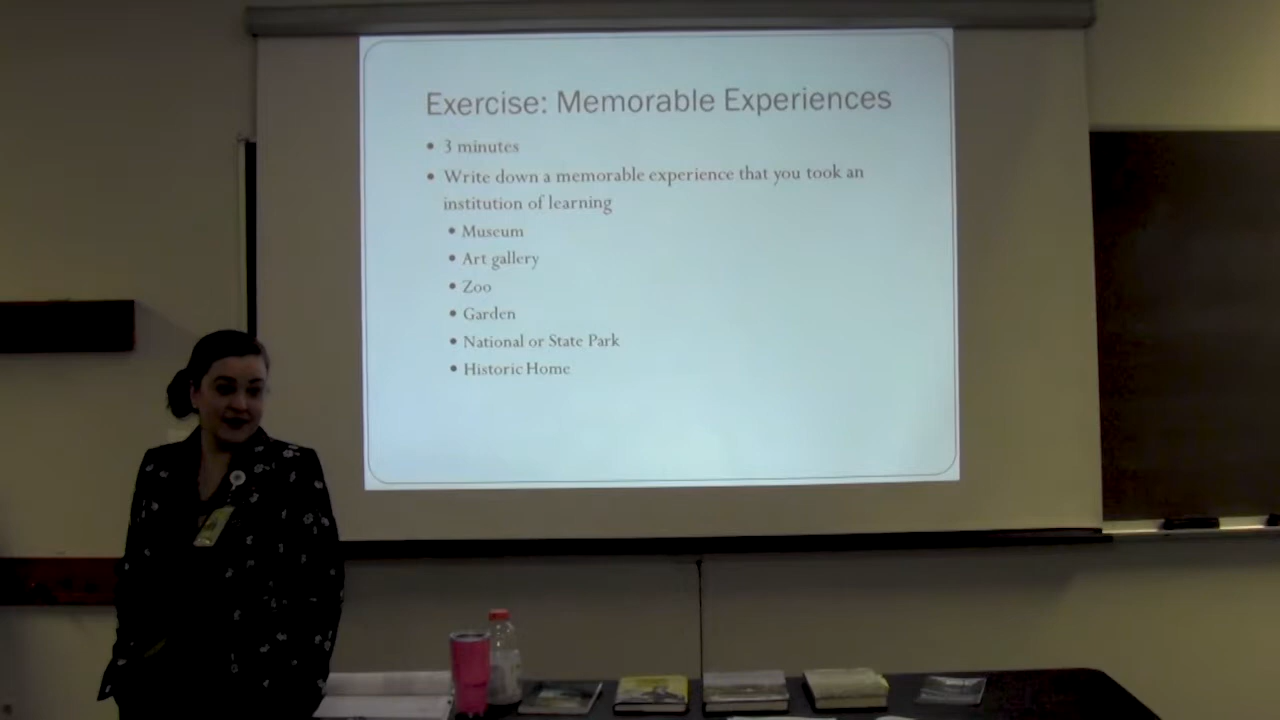 Exercise: Memorable Experiences
• 3 minutes
• Write down a memorable experience that you took an
institution of learning
• Museum
• Art gallery
• Zoo
• Garden
• National or State Park
• Historic Home